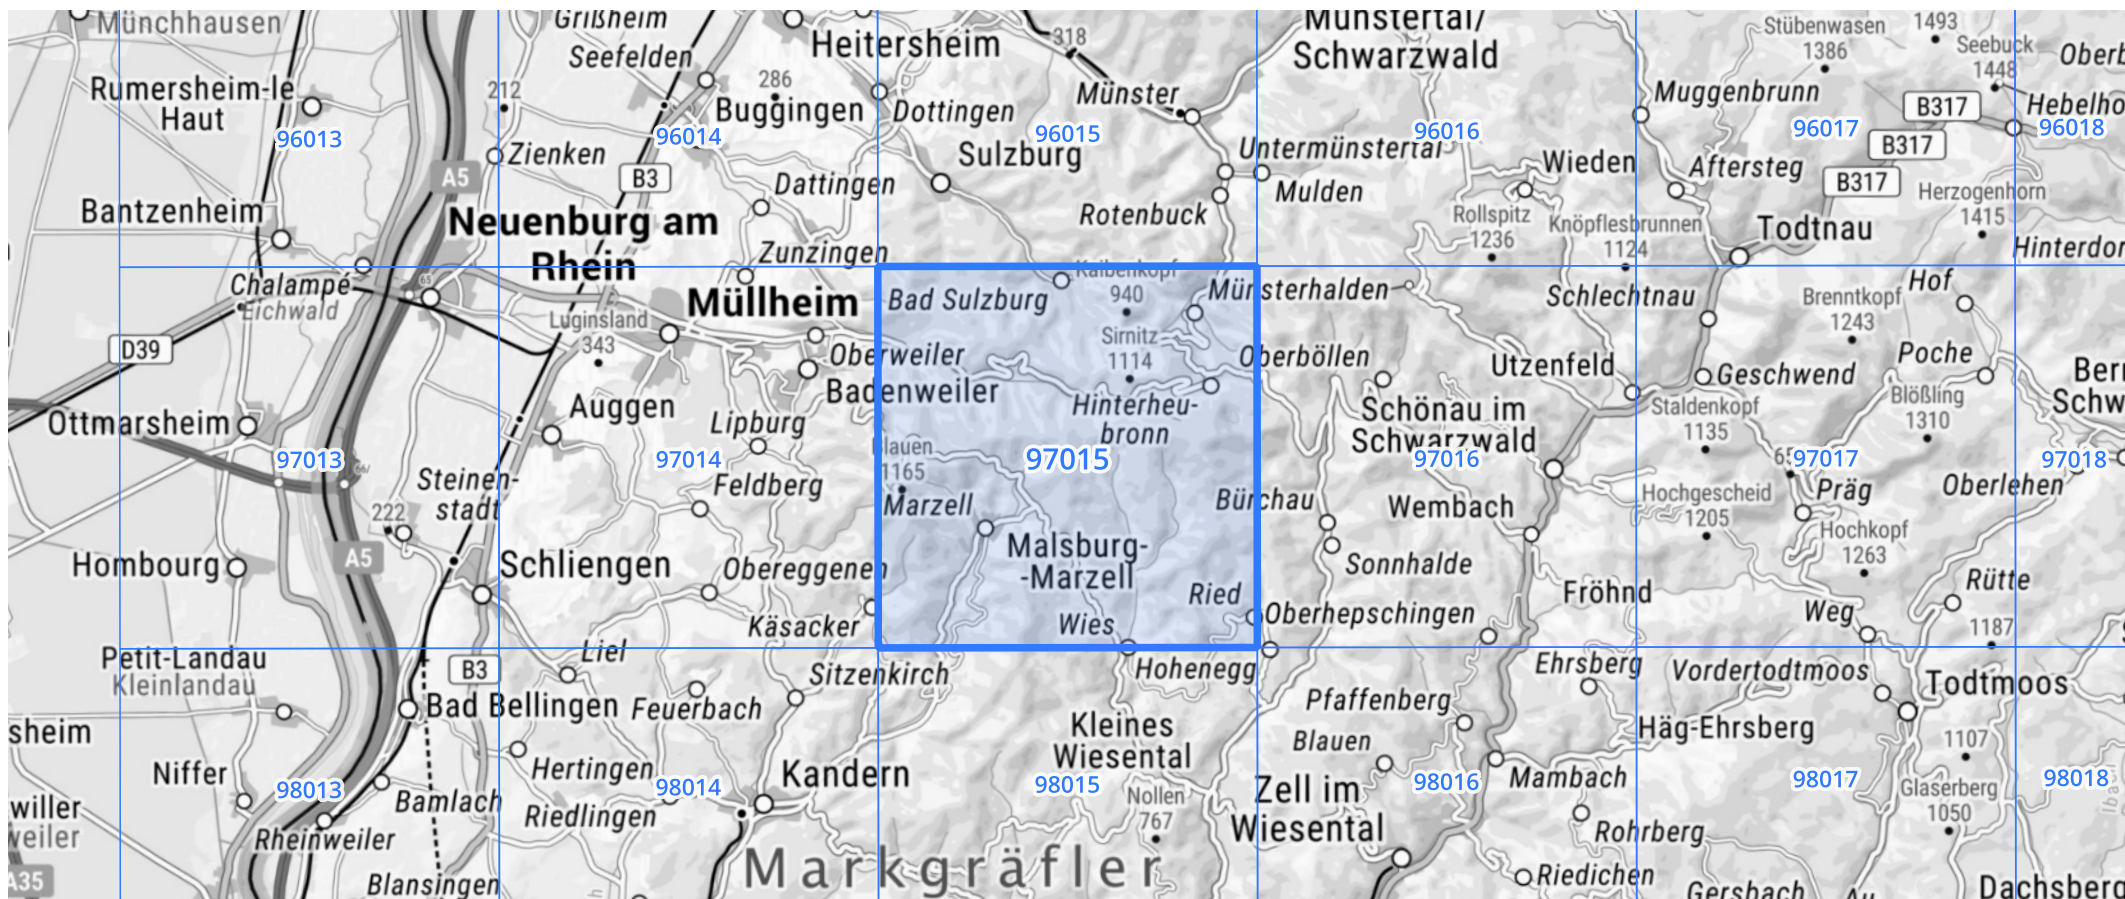 Münchhausen
Grißheim
Heitersheim
318
Münstertal/
Schwarzwald
Stübenwasen
1386
1493
Seebuck
1448
Seefelden
286
Buggingen
Rumersheim-le
Haut
96013
212
96014
Dottingen
Münster
96015
Muggenbrunn
B317
Hebelho
96016
96017
96018
Zienken
Sulzburg
Untermünstertal
Wieden
B317
Aftersteg
B317
A5
B3
Dattingen
Mulden
Herzogenhorn
1415
Bantzenheim
Neuenburg am
Rhein
Rotenbuck
Rollspitz
1236
Knöpflesbrunnen
1124
Todtnau
Zunzingen
Hinterdor
Chalampé
Eichwald
65
Müllheim
Kalbenkopf
940
Bad Sulzburg
Münsterhalden
Schlechtnau
Brenntkopf
1243
Hof
D39
Luginsland
343
Sirnitz
1114
Oberweiler
Badenweiler
Oberböllen
Utzenfeld
Geschwend
Poche
Ottmarsheim
Auggen
Lipburg
Hinterheu-
bronn
Schönau im
Schwarzwald
Staldenkopf
1135
Blößling
1310
97013
66/
97014
Blauen
1165
97015
97016
97017
97018
Steinen-
stadt
Feldberg
Marzell
Bürchau
Wembach
Hochgescheid
1205
Präg
Oberlehen
222
Hochkopf
1263
Hombourg
A5
Schliengen
Obereggenen
Malsburg-
-Marzell
Sonnhalde
Fröhnd
Rütte
Käsacker
Wies
Ried
Oberhepschingen
Weg
1187
Petit-Landau
Kleinlandau
B3
Liel
Sitzenkirch
Hohenegg
Ehrsberg
Vordertodtmoos
Todtmoos
sheim
Bad Bellingen
Feuerbach
Kleines
Wiesental
Pfaffenberg
Häg-Ehrsberg
Blauen
1107
Niffer
Hertingen
Kandern
98013
98014
98015
98016
98017
98018
Mambach
Bamlach
Riedlingen
Nollen
767
Zell im
Wiesental
Glaserberg
1050
willer
weiler
Rheinweiler
Rohrberg
Markgräfler
A35
Blansingen
Riedichen
Gersbach
Au
Dachsberg